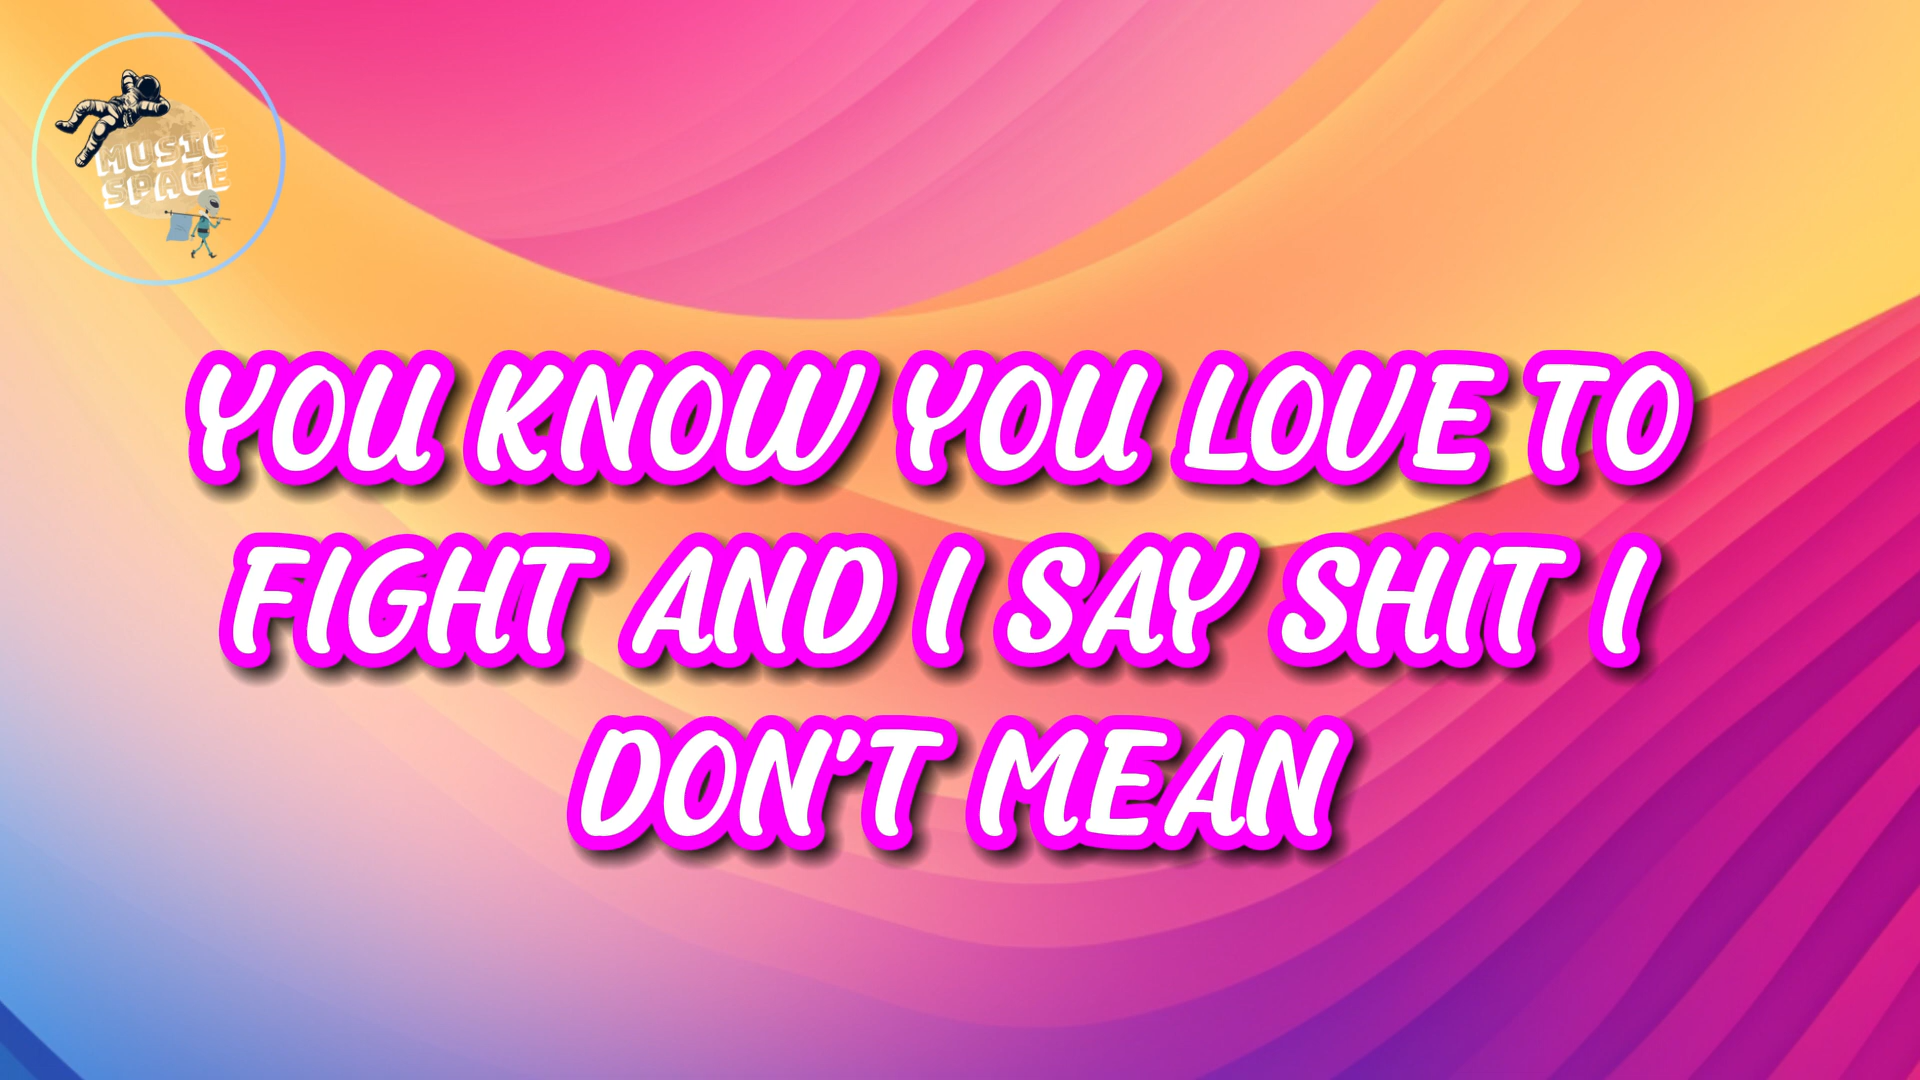 MUSIC
SPACE
YOU KNOW YOU LOVE TO
FIGHT AND I SAY SHIT I
DON'T MEAN